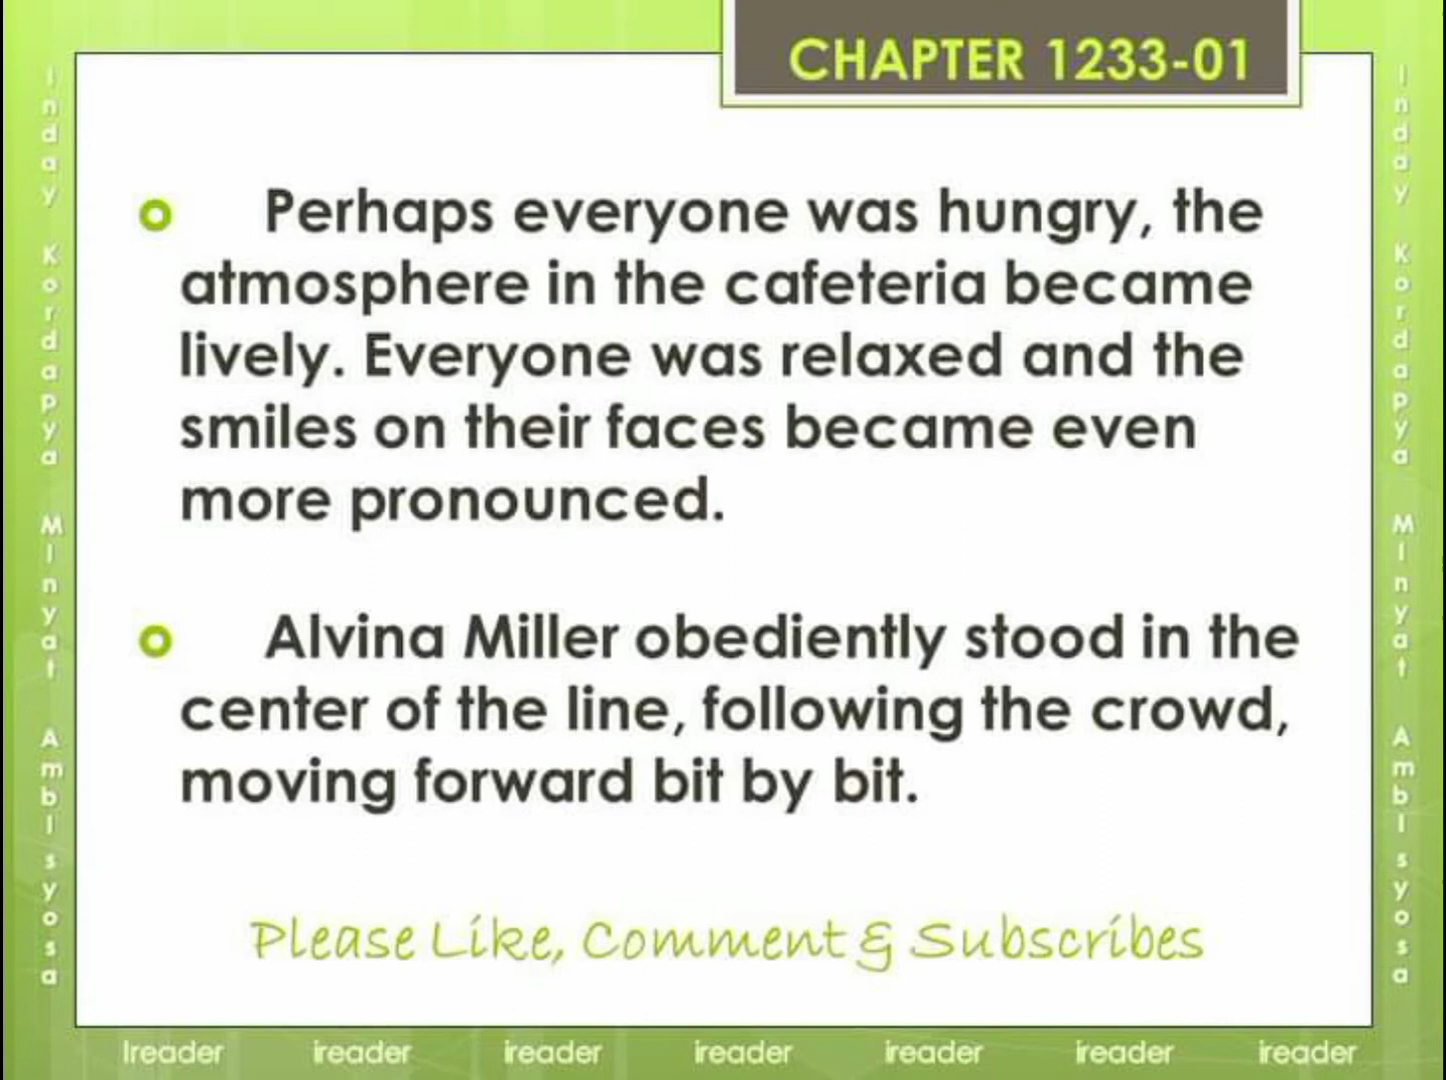 CHAPTER 1233-01
Perhaps everyone was hungry, the
atmosphere in the cafeteria became
lively. Everyone was relaxed and the
smiles on their faces became even
more pronounced.
Alvina Miller obediently stood in the
center of the line, following the crowd,
moving forward bit by bit.
Please Like, Comment & Subscribes
Inday Kordapya Minyat Ambisyosa
Inday Kordapya Minyat Ambisyosa
Ireader ireader ireader ireader ireader ireader ireader